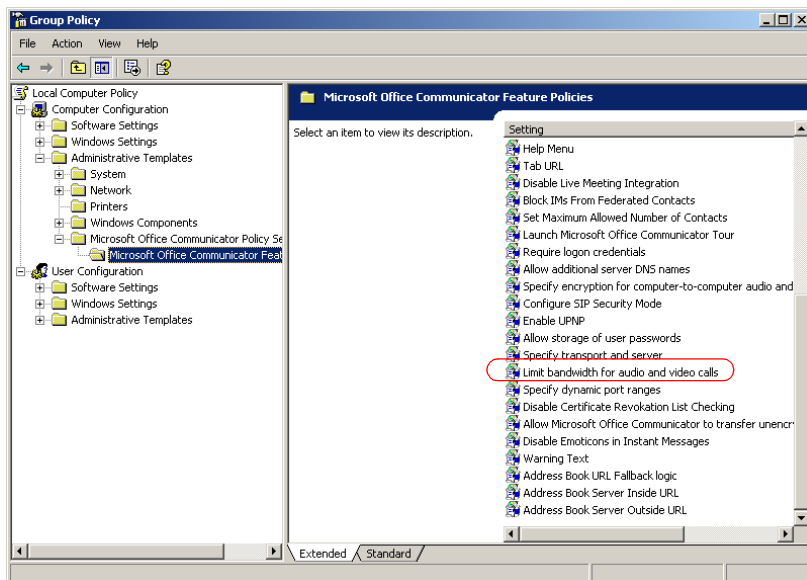 Group Policy
File Action View Help
Local Computer Policy
Computer Configuration
Software Settings
Windows Settings
Administrative Templates
System
Network
Printers
Windows Components
Microsoft Office Communicator Policy Se
Microsoft Office Communicator Feat
User Configuration
Software Settings
Windows Settings
Administrative Templates
Microsoft Office Communicator Feature Policies
Select an item to view its description.
Setting
Help Menu
Tab URL
Disable Live Meeting Integration
Block IMs From Federated Contacts
Set Maximum Allowed Number of Contacts
Launch Microsoft Office Communicator Tour
Require logon credentials
Allow additional server DNS names
Specify encryption for computer-to-computer audio and
Configure SIP Security Mode
Enable UPNP
Allow storage of user passwords
Specify transport and server
Limit bandwidth for audio and video calls
Specify dynamic port ranges
Disable Certificate Revokation List Checking
Allow Microsoft Office Communicator to transfer unencr
Disable Emoticons in Instant Messages
Warning Text
Address Book URL Fallback logic
Address Book Server Inside URL
Address Book Server Outside URL
Extended Standard